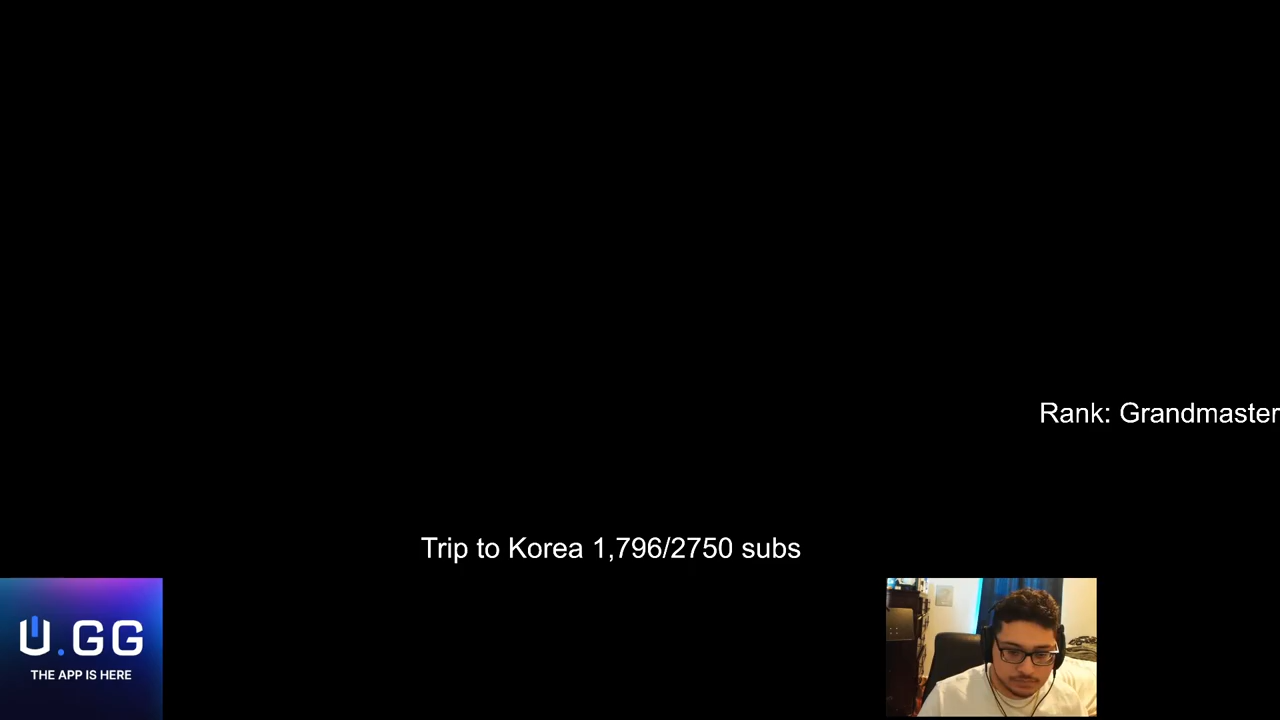 Rank: Grandmaster
Trip to Korea 1,796/2750 subs
U.GG
THE APP IS HERE